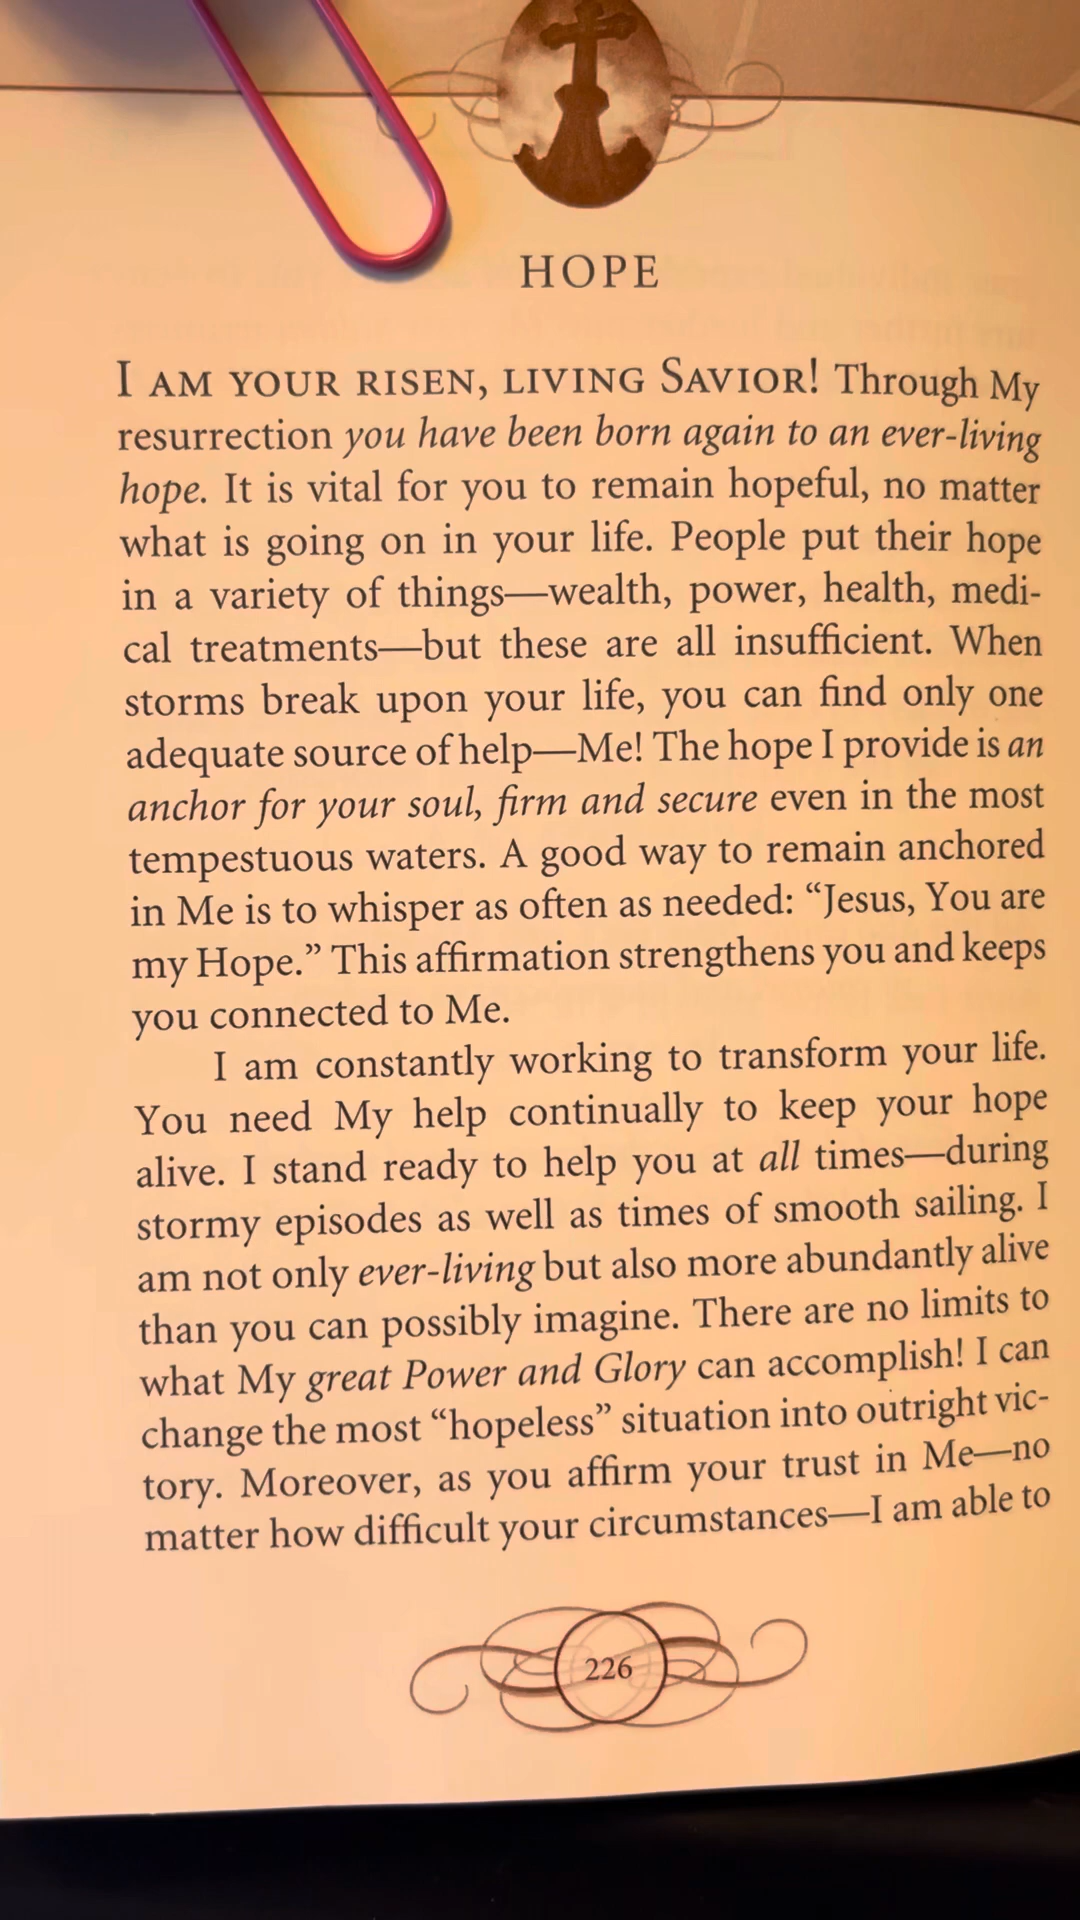 HOPE
I AM YOUR RISEN, LIVING SAVIOR! Through My
resurrection you have been born again to an ever-living
hope. It is vital for you to remain hopeful, no matter
what is going on in your life. People put their hope
in a variety of things—wealth, power, health, medi-
cal treatments—but these are all insufficient. When
storms break upon your life, you can find only one
adequate source of help—Me! The hope I provide is an
anchor for your soul, firm and secure even in the most
tempestuous waters. A good way to remain anchored
in Me is to whisper as often as needed: “Jesus, You are
my Hope.” This affirmation strengthens you and keeps
you connected to Me.
I am constantly working to transform your life.
You need My help continually to keep your hope
alive. I stand ready to help you at all times—during
stormy episodes as well as times of smooth sailing. I
am not only ever-living but also more abundantly alive
than you can possibly imagine. There are no limits to
what My great Power and Glory can accomplish! I can
change the most “hopeless” situation into outright vic-
tory. Moreover, as you affirm your trust in Me—no
matter how difficult your circumstances—I am able to
226